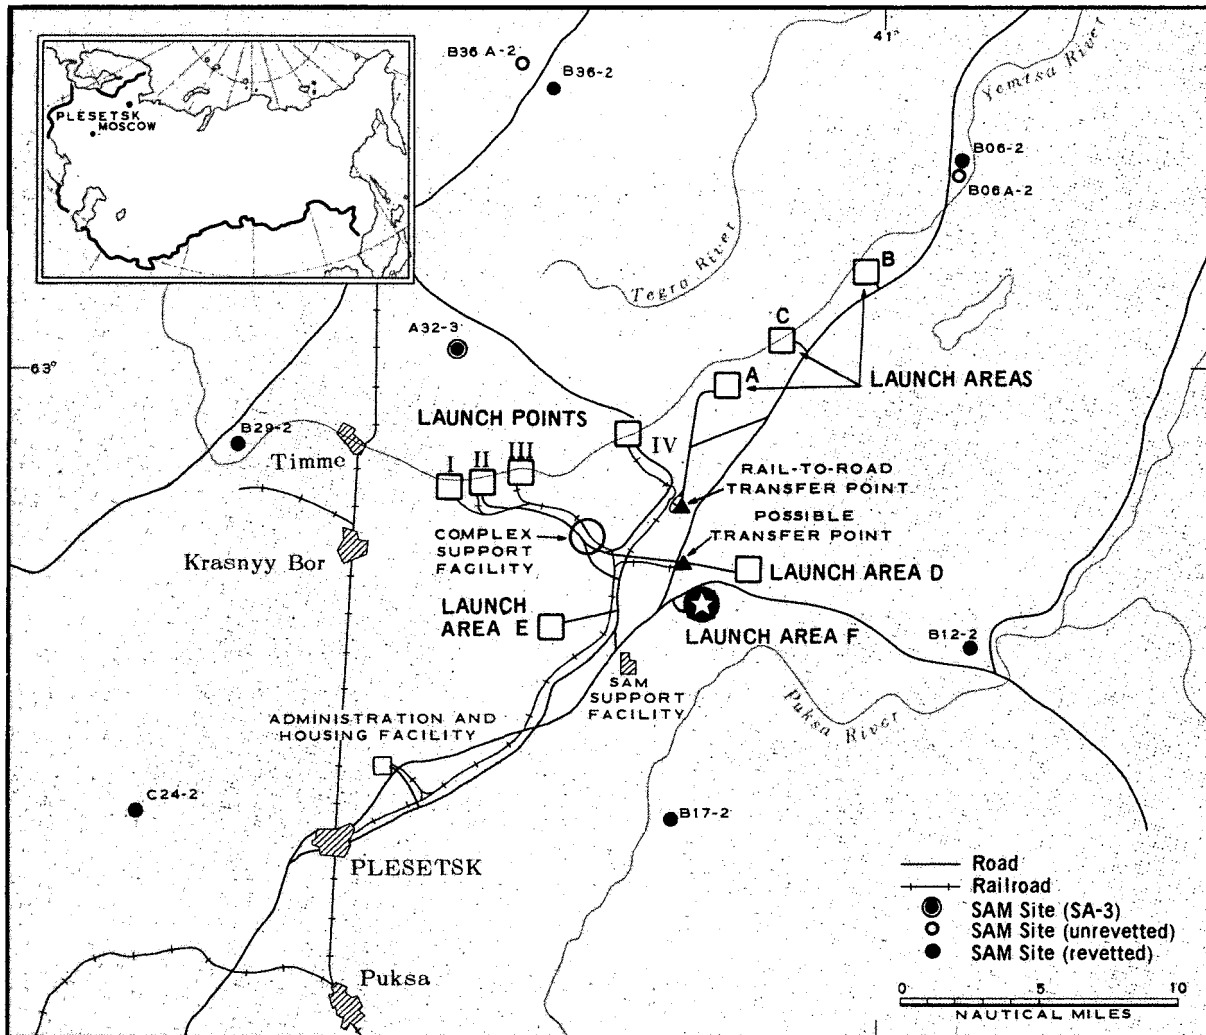 41°
B36 A-2
B36-2
Yemtsa River
PLESETSK
MOSCOW
B06-2
B06A-2
Tegra River
B
C
A32-3
63°
A
LAUNCH AREAS
LAUNCH POINTS
B29-2
Timme
I
II
III
IV
RAIL-TO-ROAD
TRANSFER POINT
POSSIBLE
TRANSFER POINT
COMPLEX
SUPPORT
FACILITY
Krasnyy Bor
LAUNCH AREA D
LAUNCH
AREA E
LAUNCH AREA F
B12-2
SAM
SUPPORT
FACILITY
Puksa River
ADMINISTRATION AND
HOUSING FACILITY
C24-2
B17-2
PLESETSK
Puksa
Road
Railroad
SAM Site (SA-3)
SAM Site (unrevetted)
SAM Site (revetted)
0 5 10
NAUTICAL MILES